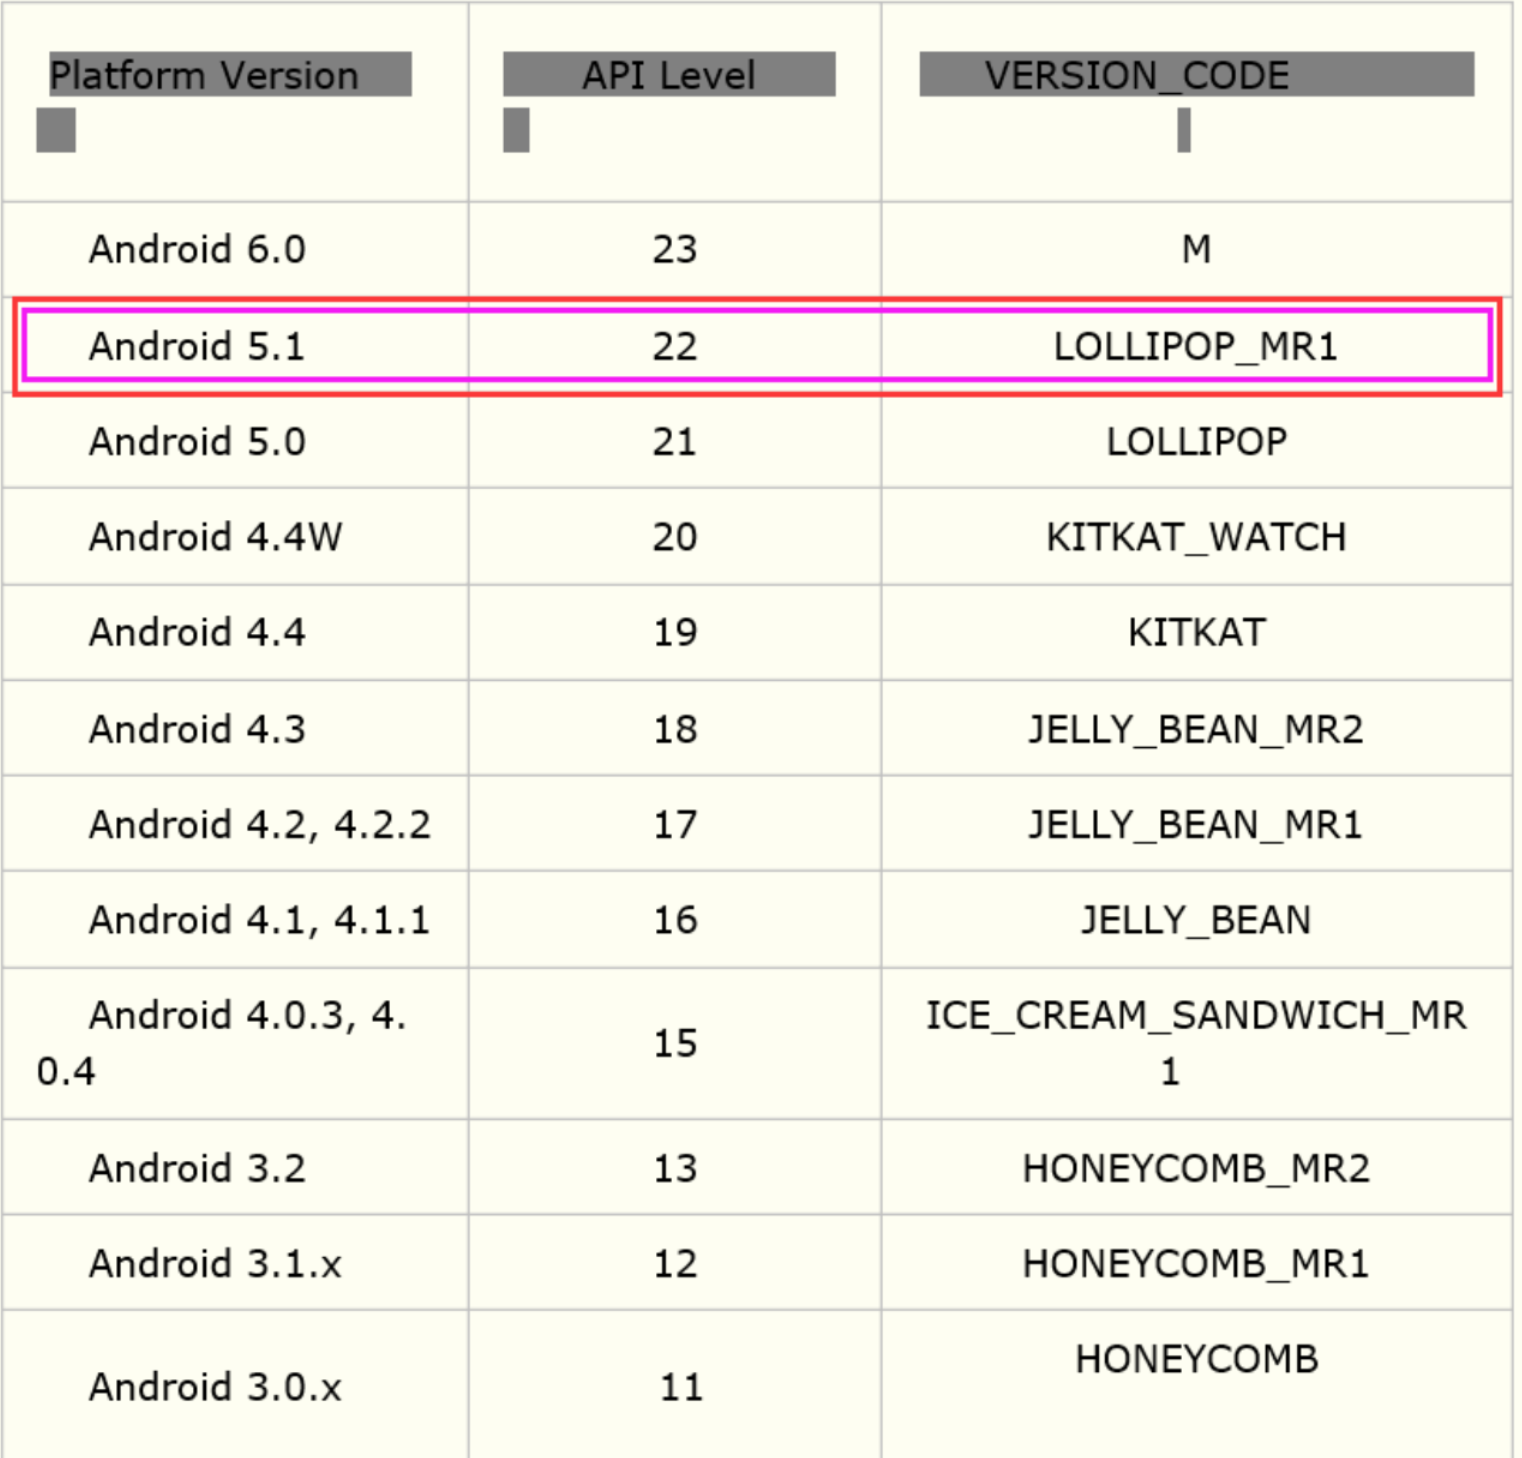 Platform Version API Level VERSION_CODE
Android 6.0 23 M
Android 5.1 22 LOLLIPOP_MR1
Android 5.0 21 LOLLIPOP
Android 4.4W 20 KITKAT_WATCH
Android 4.4 19 KITKAT
Android 4.3 18 JELLY_BEAN_MR2
Android 4.2, 4.2.2 17 JELLY_BEAN_MR1
Android 4.1, 4.1.1 16 JELLY_BEAN
Android 4.0.3, 4.
0.4
15
ICE_CREAM_SANDWICH_MR
1
Android 3.2 13 HONEYCOMB_MR2
Android 3.1.x 12 HONEYCOMB_MR1
Android 3.0.x 11 HONEYCOMB